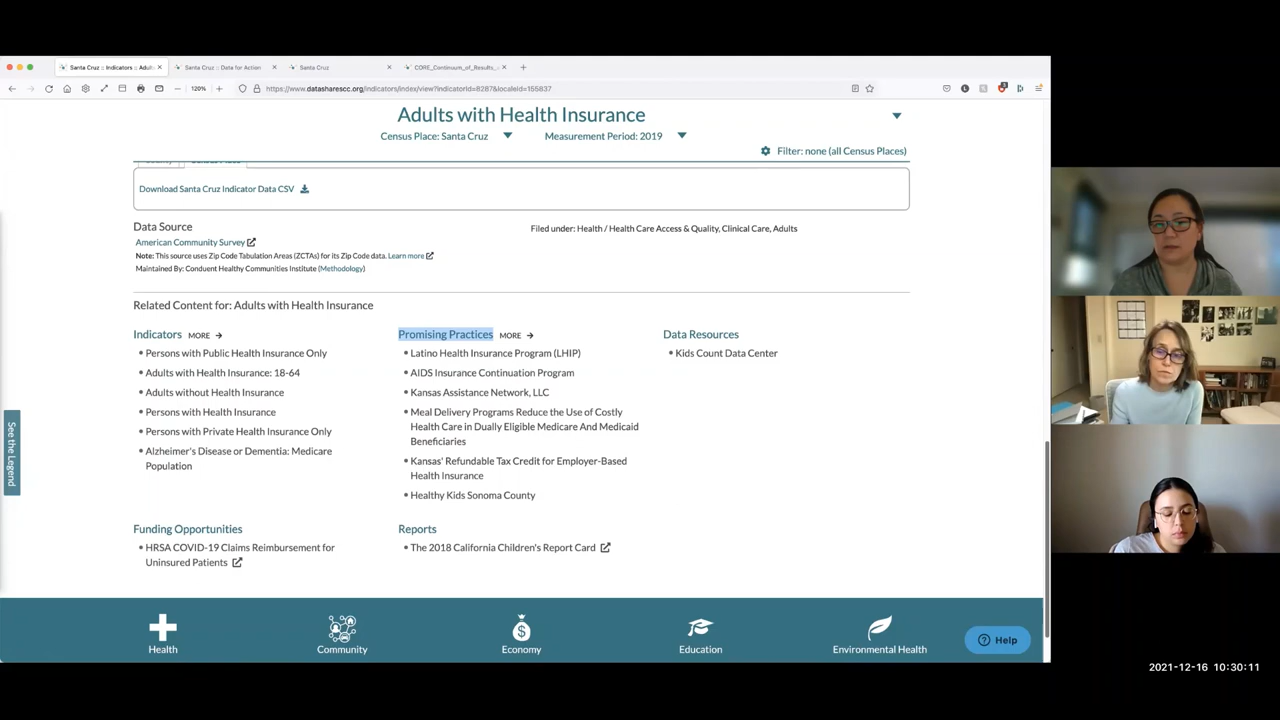 Santa Cruz :: Indicators :: Adult
Santa Cruz :: Data for Action
Santa Cruz
CORE_Continuum_of_Results_
120%
https://www.datasharescc.org/indicators/index/view?indicatorId=8287&localeId=155837
Adults with Health Insurance
Census Place: Santa Cruz
Measurement Period: 2019
Filter: none (all Census Places)
Download Santa Cruz Indicator Data CSV
Data Source
Filed under: Health / Health Care Access & Quality, Clinical Care, Adults
American Community Survey
Note: This source uses Zip Code Tabulation Areas (ZCTAs) for its Zip Code data. Learn more
Maintained By: Conduent Healthy Communities Institute (Methodology)
Related Content for: Adults with Health Insurance
Indicators MORE →
• Persons with Public Health Insurance Only
• Adults with Health Insurance: 18-64
• Adults without Health Insurance
• Persons with Health Insurance
• Persons with Private Health Insurance Only
• Alzheimer's Disease or Dementia: Medicare
Population
Promising Practices MORE →
• Latino Health Insurance Program (LHIP)
• AIDS Insurance Continuation Program
• Kansas Assistance Network, LLC
• Meal Delivery Programs Reduce the Use of Costly
Health Care in Dually Eligible Medicare And Medicaid
Beneficiaries
• Kansas' Refundable Tax Credit for Employer-Based
Health Insurance
• Healthy Kids Sonoma County
Data Resources
• Kids Count Data Center
Funding Opportunities
• HRSA COVID-19 Claims Reimbursement for
Uninsured Patients
Reports
• The 2018 California Children's Report Card
See the Legend
Health
Community
Economy
Education
Environmental Health
Help
2021-12-16 10:30:11